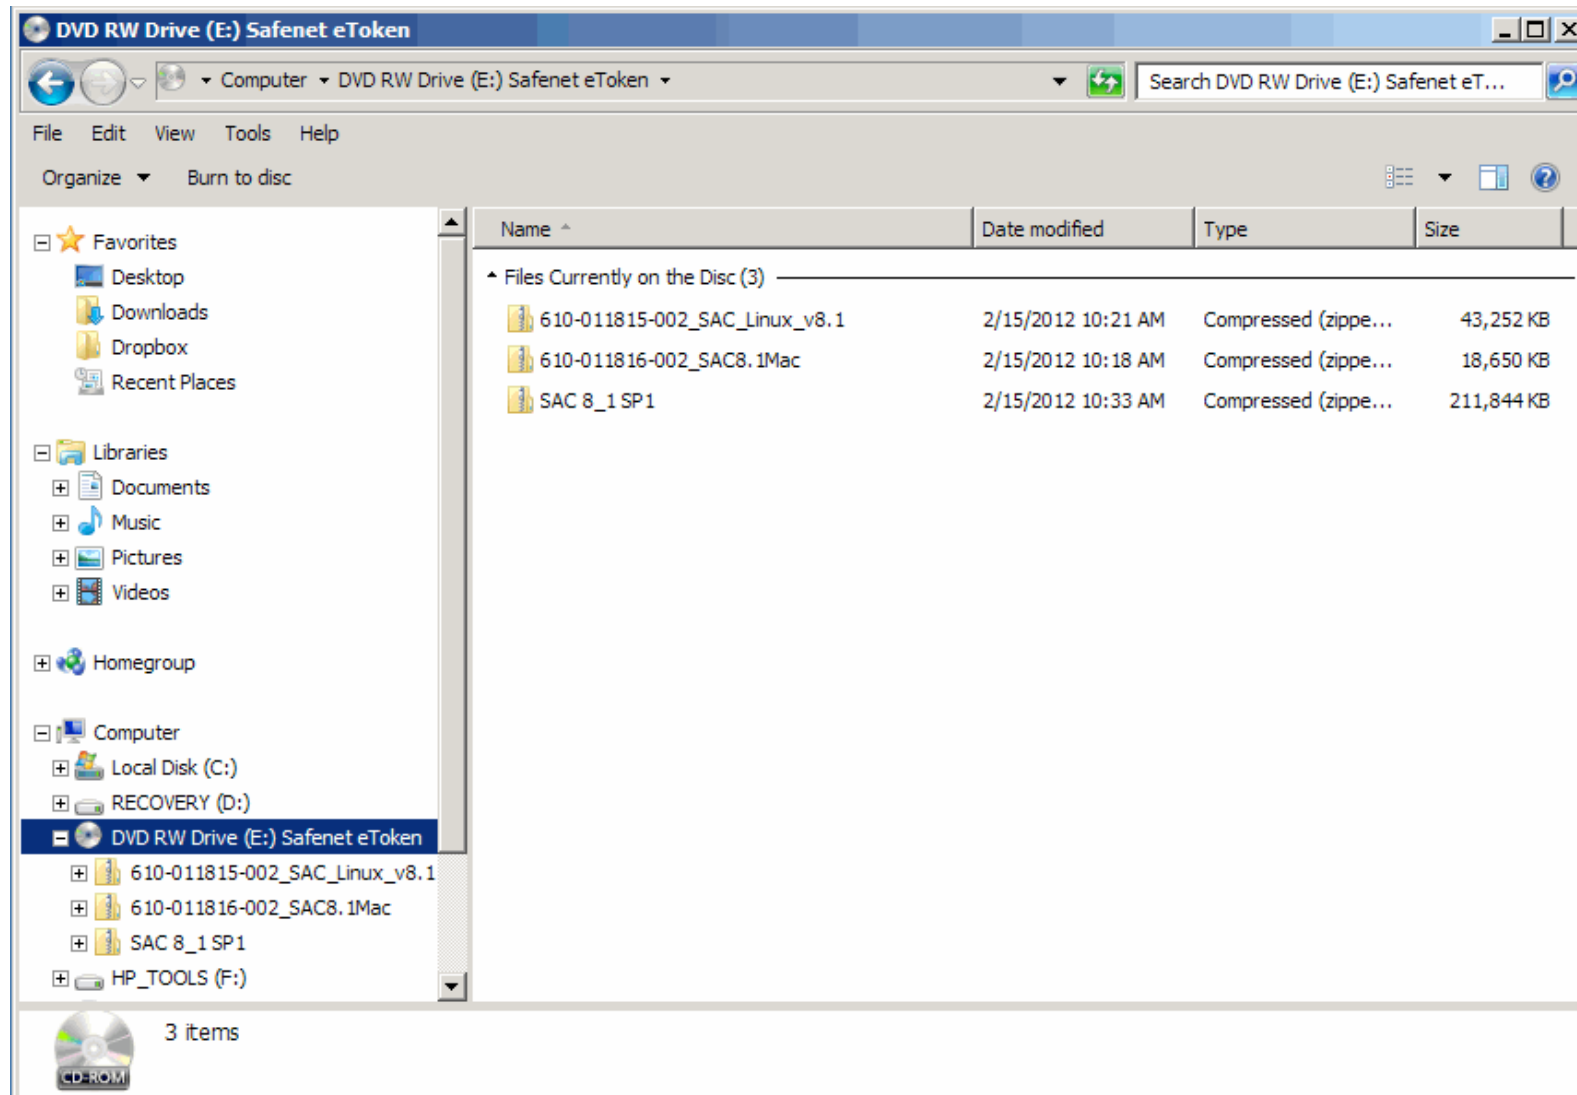 DVD RW Drive (E:) Safenet eToken
Computer DVD RW Drive (E:) Safenet eToken
Search DVD RW Drive (E:) Safenet eT...
File Edit View Tools Help
Organize Burn to disc
Favorites
Desktop
Downloads
Dropbox
Recent Places
Libraries
Documents
Music
Pictures
Videos
Homegroup
Computer
Local Disk (C:)
RECOVERY (D:)
DVD RW Drive (E:) Safenet eToken
610-011815-002_SAC_Linux_v8.1
610-011816-002_SAC8.1Mac
SAC 8_1 SP1
HP_TOOLS (F:)
Name Date modified Type Size
Files Currently on the Disc (3)
610-011815-002_SAC_Linux_v8.1 2/15/2012 10:21 AM Compressed (zippe... 43,252 KB
610-011816-002_SAC8.1Mac 2/15/2012 10:18 AM Compressed (zippe... 18,650 KB
SAC 8_1 SP1 2/15/2012 10:33 AM Compressed (zippe... 211,844 KB
3 items
CD-ROM